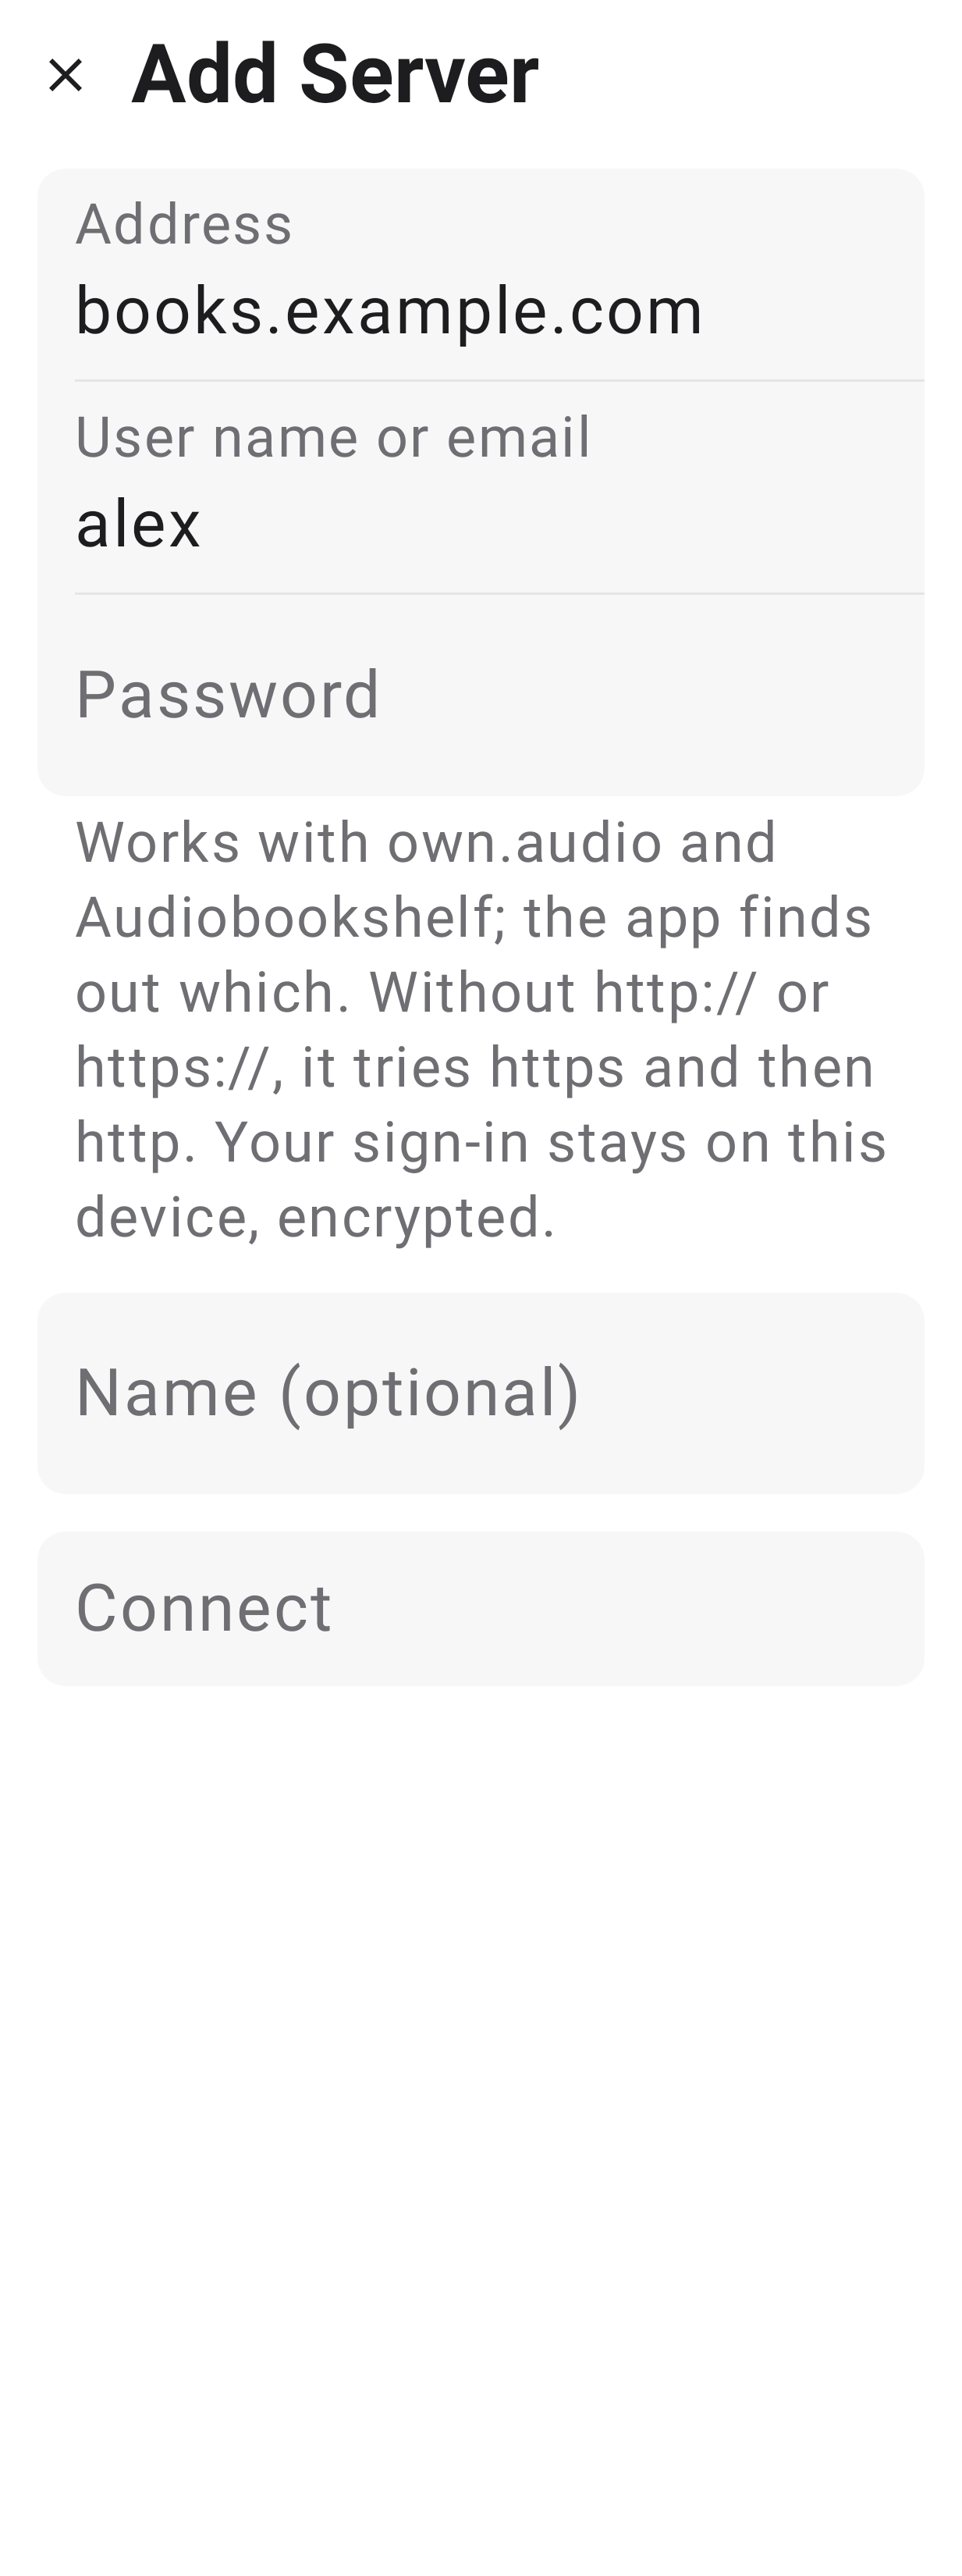 Add Server
Address
books.example.com
User name or email
alex
Password
Works with own.audio and
Audiobookshelf; the app finds
out which. Without http:// or
https://, it tries https and then
http. Your sign-in stays on this
device, encrypted.
Name (optional)
Connect